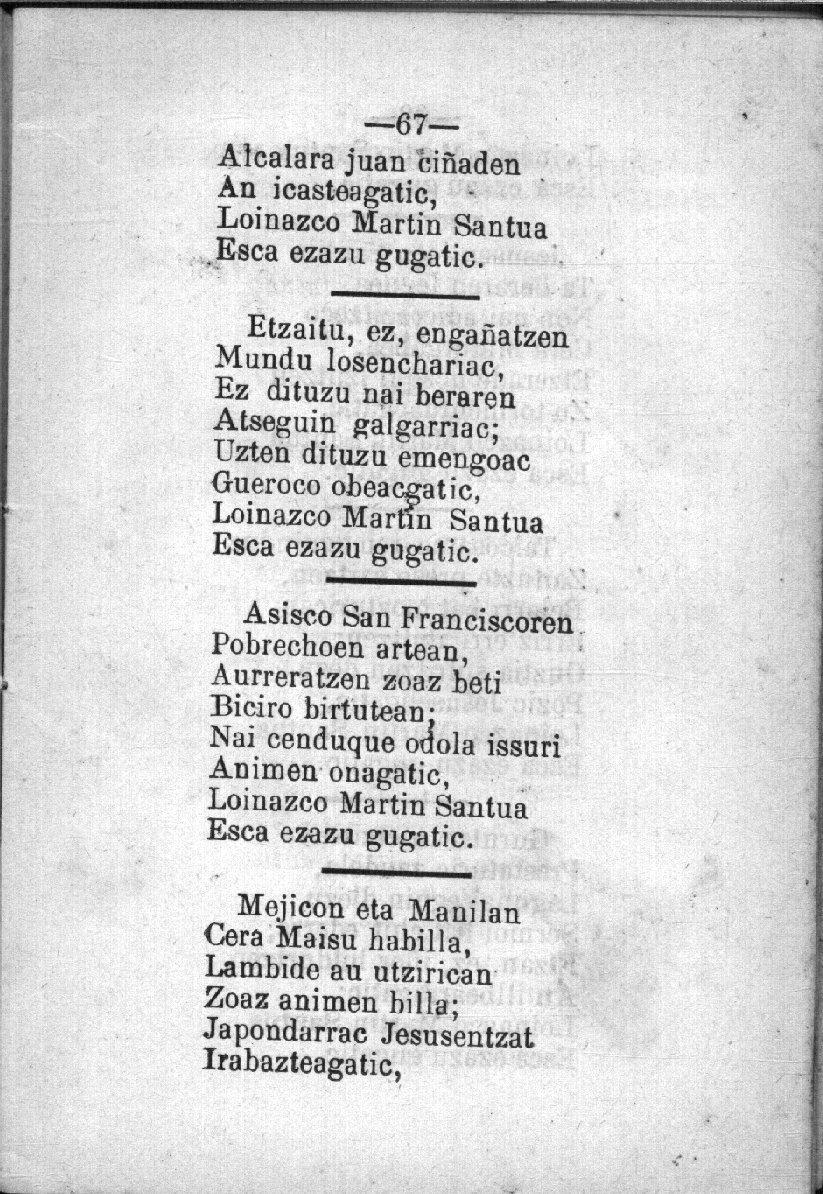 —67—
Alcalara juan ciñaden
An icasteagatic,
Loinazco Martin Santua
Esca ezazu gugatic.
Etzaitu, ez, engañatzen
Mundu losenchariac,
Ez dituzu nai beraren
Atseguin galgarriac;
Uzten dituzu emengoac
Gueroco obeacgatic,
Loinazco Martin Santua
Esca ezazu gugatic.
Asisco San Franciscoren
Pobrechoen artean,
Aurreratzen zoaz beti
Biciro birtutean;
Nai cenduque odola issuri
Animen onagatic,
Loinazco Martin Santua
Esca ezazu gugatic.
Mejicon eta Manilan
Cera Maisu habilla,
Lambide au utzirican
Zoaz animen billa;
Japondarrac Jesusentzat
Irabazteagatic,